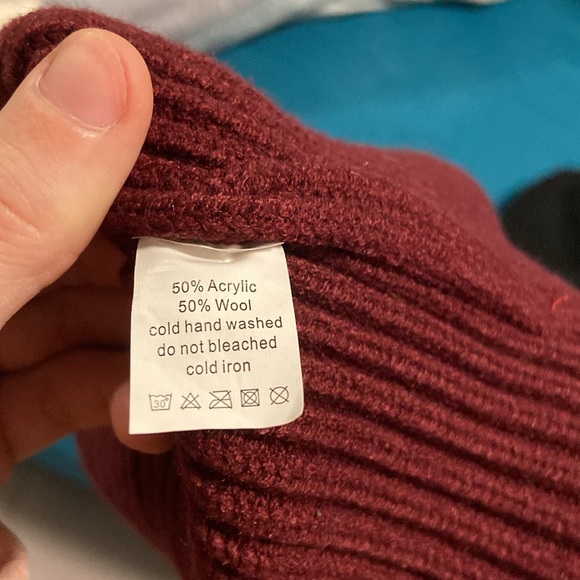 50% Acrylic
50% Wool
cold hand washed
do not bleached
cold iron
30°